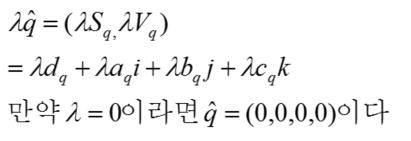 λq̂ = (λS_q, λV_q)
= λd_q + λa_q i + λb_q j + λc_q k
만약 λ = 0이라면 q̂ = (0,0,0,0)이다